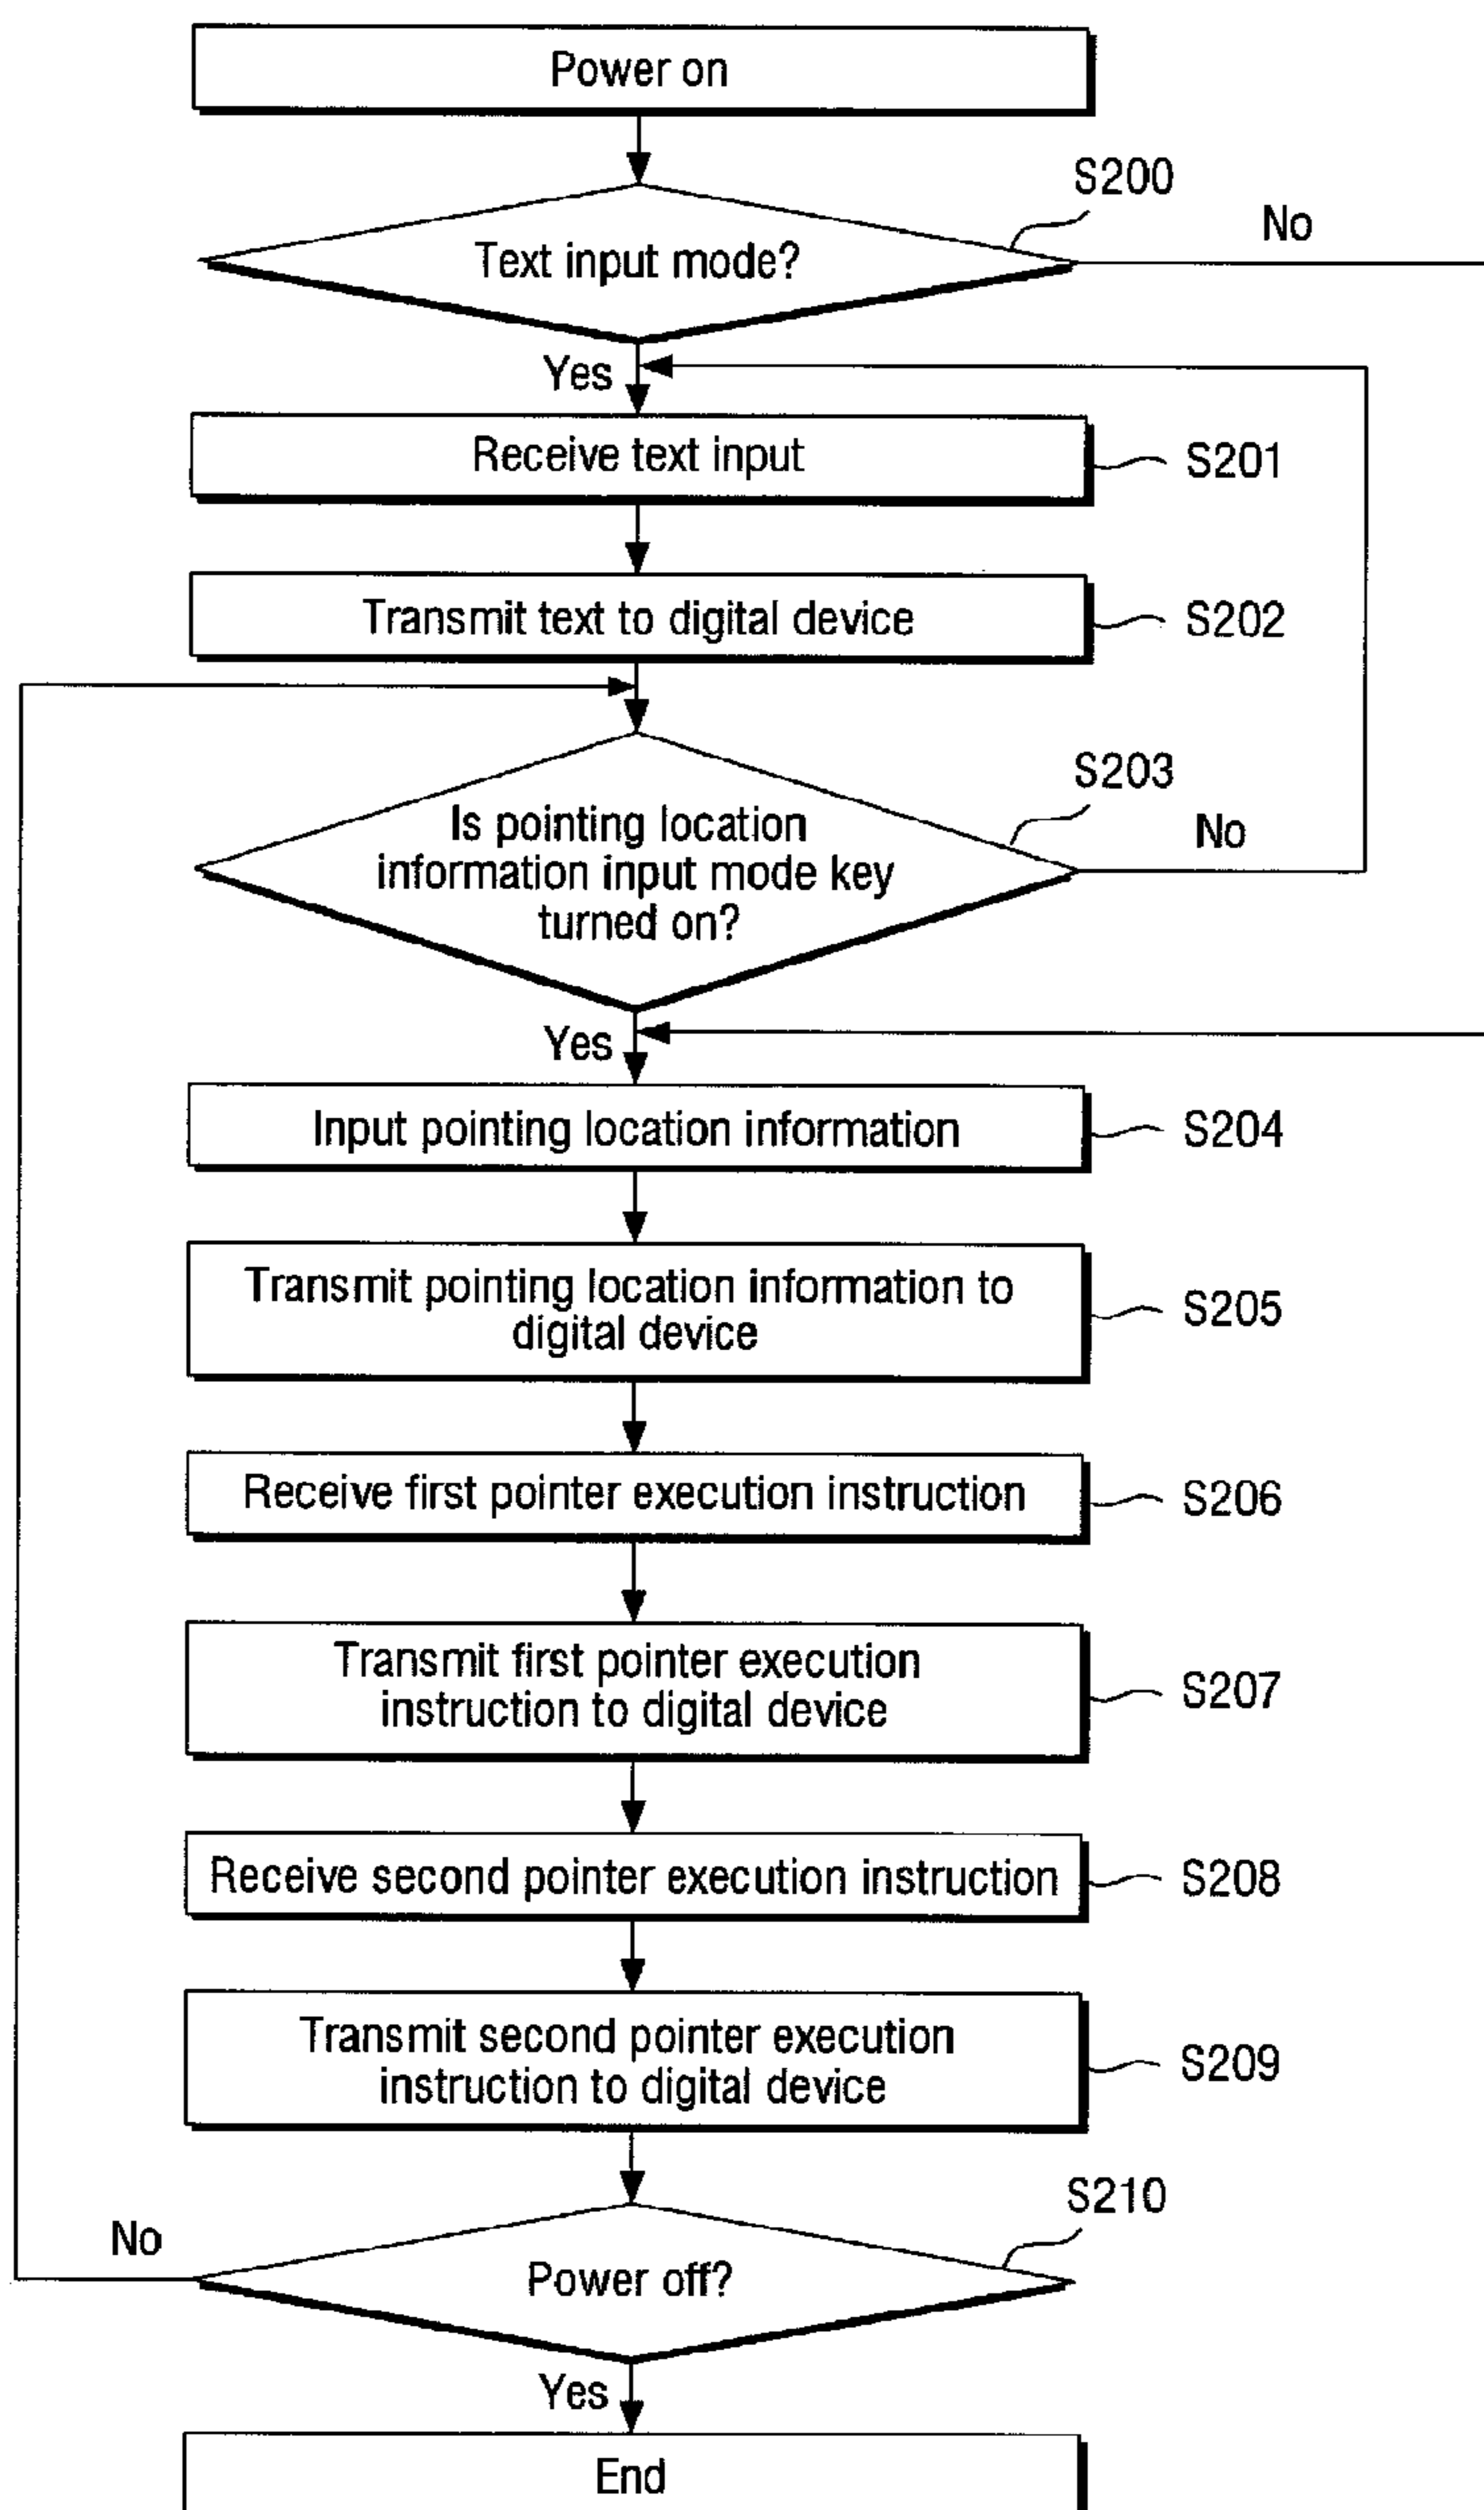 Power on
S200
No
Text input mode?
Yes
Receive text input
S201
Transmit text to digital device
S202
S203
Is pointing location
information input mode key
turned on?
No
Yes
Input pointing location information
S204
Transmit pointing location information to
digital device
S205
Receive first pointer execution instruction
S206
Transmit first pointer execution
instruction to digital device
S207
Receive second pointer execution instruction
S208
Transmit second pointer execution
instruction to digital device
S209
S210
No
Power off?
Yes
End